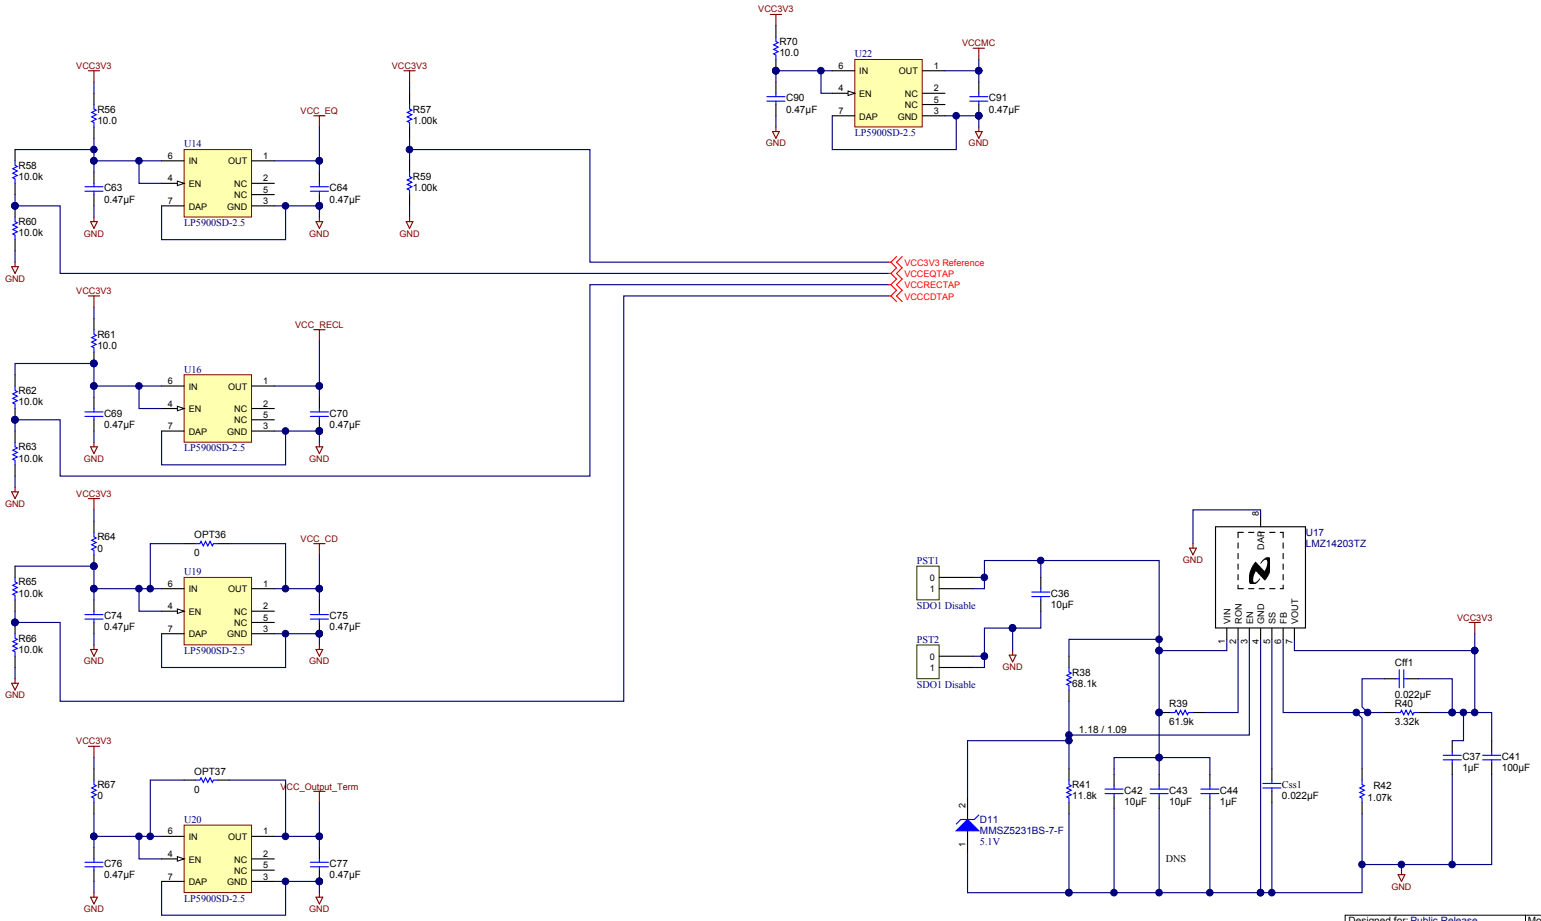 VCC3V3
R70
10.0
U22
VCCMC
6 IN OUT 1
4 EN NC 2
NC 5
7 DAP GND 3
C90
0.47µF
C91
0.47µF
LP5900SD-2.5
GND
GND
VCC3V3
R56
10.0
VCC_EQ
U14
R58
10.0k
6 IN OUT 1
4 EN NC 2
NC 5
7 DAP GND 3
C63
0.47µF
C64
0.47µF
R60
10.0k
LP5900SD-2.5
GND
GND
GND
VCC3V3
R57
1.00k
R59
1.00k
GND
VCC3V3 Reference
VCCEQTAP
VCCRECTAP
VCCCDTAP
VCC3V3
R61
10.0
VCC_RECL
U16
R62
10.0k
6 IN OUT 1
4 EN NC 2
NC 5
7 DAP GND 3
C69
0.47µF
C70
0.47µF
R63
10.0k
LP5900SD-2.5
GND
GND
GND
VCC3V3
R64
0
OPT36
0
VCC_CD
U19
R65
10.0k
6 IN OUT 1
4 EN NC 2
NC 5
7 DAP GND 3
C74
0.47µF
C75
0.47µF
R66
10.0k
LP5900SD-2.5
GND
GND
GND
VCC3V3
R67
0
OPT37
0
VCC_Output_Term
U20
6 IN OUT 1
4 EN NC 2
NC 5
7 DAP GND 3
C76
0.47µF
C77
0.47µF
LP5900SD-2.5
GND
GND
8
DAP
U17
LMZ14203TZ
GND
VIN RON EN GND SS FB VOUT
1 2 3 4 5 6 7
PST1
0
1
SDO1 Disable
C36
10µF
PST2
0
1
SDO1 Disable
GND
R38
68.1k
R39
61.9k
1.18 / 1.09
VCC3V3
Cff1
0.022µF
R40
3.32k
C37
1µF
C41
100µF
R41
11.8k
C42
10µF
C43
10µF
C44
1µF
Css1
0.022µF
R42
1.07k
2
D11
MMSZ5231BS-7-F
5.1V
1
DNS
GND
Designed for: Public Release